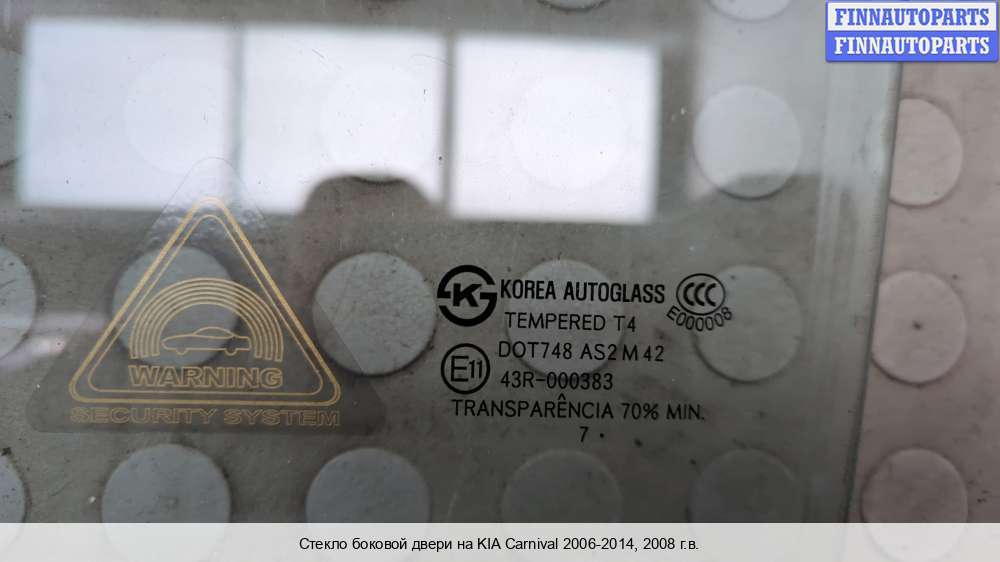 FINNAUTOPARTS
FINNAUTOPARTS
WARNING
SECURITY SYSTEM
KOREA AUTOGLASS
TEMPERED T4
CCC
E000008
DOT748 AS2 M42
E11
43R-000383
TRANSPARÊNCIA 70% MIN.
7 .
Стекло боковой двери на KIA Carnival 2006-2014, 2008 г.в.